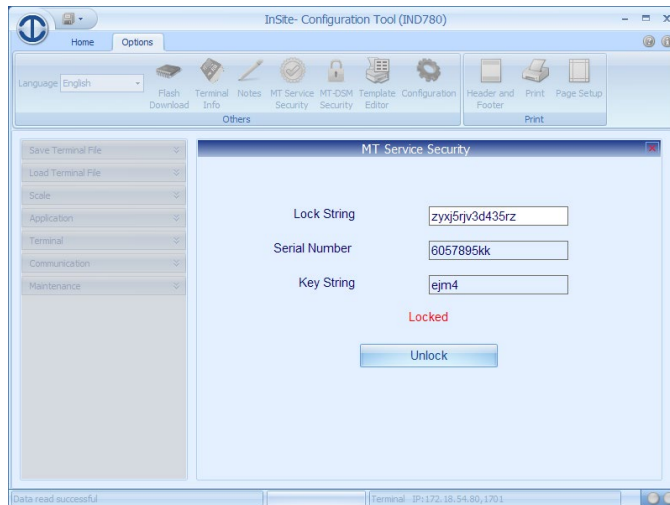 InSite- Configuration Tool (IND780)
Home Options
Language English
Flash Download
Terminal Info
Notes
MT Service Security
MT-DSM Security
Template Editor
Configuration
Header and Footer
Print
Page Setup
Others
Print
Save Terminal File
Load Terminal File
Scale
Application
Terminal
Communication
Maintenance
MT Service Security
Lock String zyxj5rjv3d435rz
Serial Number 6057895kk
Key String ejm4
Locked
Unlock
Data read successful
Terminal IP:172.18.54.80,1701